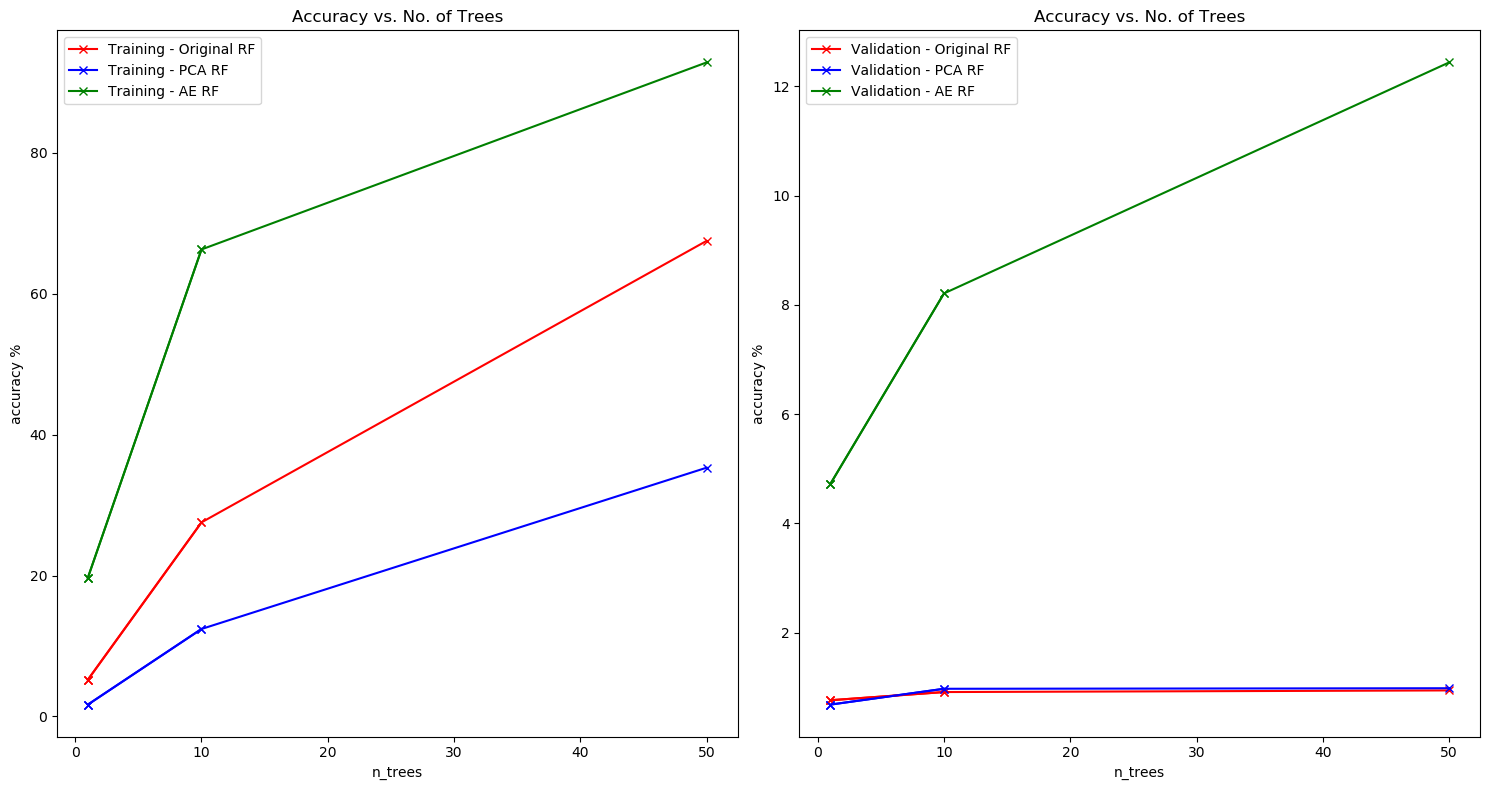 Accuracy vs. No. of Trees
Training - Original RF
Training - PCA RF
Training - AE RF
80
60
40
20
0
accuracy %
0 10 20 30 40 50
n_trees
Accuracy vs. No. of Trees
Validation - Original RF
Validation - PCA RF
Validation - AE RF
12
10
8
6
4
2
accuracy %
0 10 20 30 40 50
n_trees